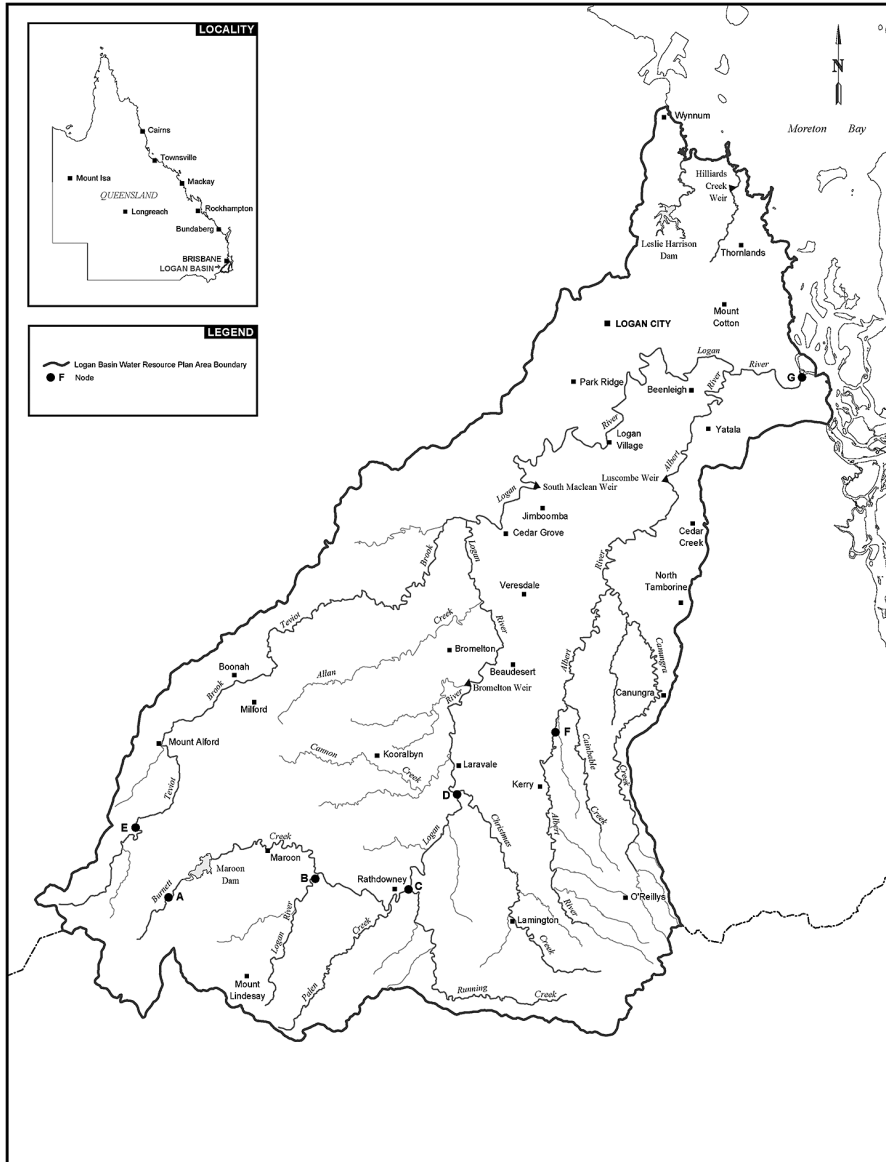 LOCALITY
Cairns
Townsville
Mount Isa
Mackay
QUEENSLAND
Longreach
Rockhampton
Bundaberg
BRISBANE
LOGAN BASIN
LEGEND
Logan Basin Water Resource Plan Area Boundary
F Node
N
Moreton Bay
Wynnum
Hilliards
Creek
Weir
Leslie Harrison
Dam
Thornlands
Mount
Cotton
LOGAN CITY
Logan
River
G
Park Ridge
Beenleigh
River
River
Logan
Village
Yatala
Albert
Luscombe Weir
South Maclean Weir
Logan
Jimboomba
Cedar Grove
Cedar
Creek
Logan
Brook
River
North
Tamborine
Veresdale
Teviot
Creek
River
Canungra
Bromelton
Albert
Beaudesert
Boonah
Allan
Brook
Bromelton Weir
River
Canungra
Milford
Mount Alford
F
Cainbable
Cannon
Kooralbyn
Creek
Laravale
Creek
Teviot
Kerry
D
Creek
Albert
Christmas
E
Logan
Creek
Maroon
Maroon
Dam
B
Rathdowney
C
Burnett
A
O'Reillys
River
River
Logan
Creek
Lamington
Creek
Mount
Lindesay
Palen
Running
Creek